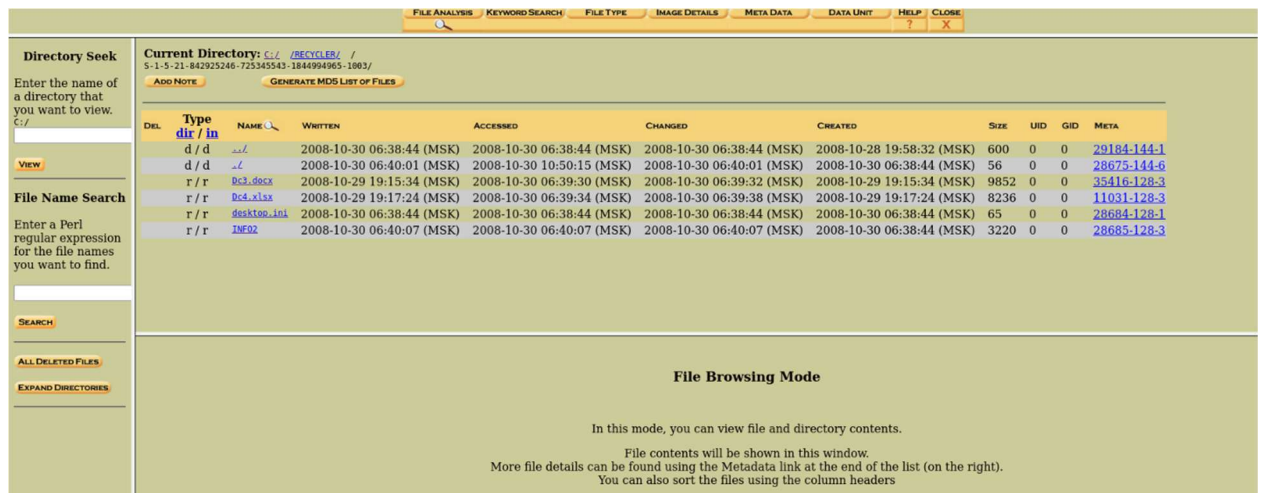 FILE ANALYSIS KEYWORD SEARCH FILE TYPE IMAGE DETAILS META DATA DATA UNIT HELP CLOSE
? X
Directory Seek
Enter the name of
a directory that
you want to view.
C:/
VIEW
File Name Search
Enter a Perl
regular expression
for the file names
you want to find.
SEARCH
ALL DELETED FILES
EXPAND DIRECTORIES
Current Directory: C:/ /RECYCLER/ /
S-1-5-21-842925246-725345543-1844994965-1003/
ADD NOTE GENERATE MD5 LIST OF FILES
DEL Type NAME WRITTEN ACCESSED CHANGED CREATED SIZE UID GID META
dir / in
d / d ../ 2008-10-30 06:38:44 (MSK) 2008-10-30 06:38:44 (MSK) 2008-10-30 06:38:44 (MSK) 2008-10-28 19:58:32 (MSK) 600 0 0 29184-144-1
d / d ./ 2008-10-30 06:40:01 (MSK) 2008-10-30 10:50:15 (MSK) 2008-10-30 06:40:01 (MSK) 2008-10-30 06:38:44 (MSK) 56 0 0 28675-144-6
r / r Dc3.docx 2008-10-29 19:15:34 (MSK) 2008-10-30 06:39:30 (MSK) 2008-10-30 06:39:32 (MSK) 2008-10-29 19:15:34 (MSK) 9852 0 0 35416-128-3
r / r Dc4.xlsx 2008-10-29 19:17:24 (MSK) 2008-10-30 06:39:34 (MSK) 2008-10-30 06:39:38 (MSK) 2008-10-29 19:17:24 (MSK) 8236 0 0 11031-128-3
r / r desktop.ini 2008-10-30 06:38:44 (MSK) 2008-10-30 06:38:44 (MSK) 2008-10-30 06:38:44 (MSK) 2008-10-30 06:38:44 (MSK) 65 0 0 28684-128-1
r / r INFO2 2008-10-30 06:40:07 (MSK) 2008-10-30 06:40:07 (MSK) 2008-10-30 06:40:07 (MSK) 2008-10-30 06:38:44 (MSK) 3220 0 0 28685-128-3
File Browsing Mode
In this mode, you can view file and directory contents.
File contents will be shown in this window.
More file details can be found using the Metadata link at the end of the list (on the right).
You can also sort the files using the column headers